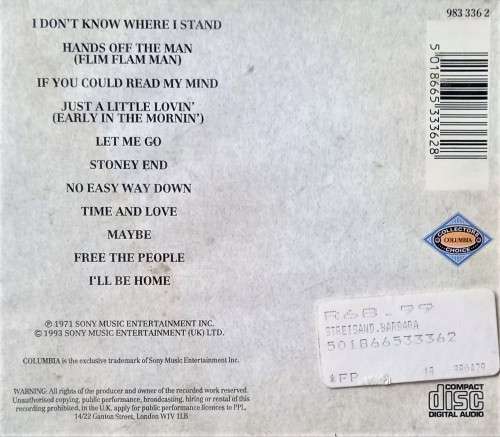 I DON'T KNOW WHERE I STAND
HANDS OFF THE MAN
(FLIM FLAM MAN)
IF YOU COULD READ MY MIND
JUST A LITTLE LOVIN'
(EARLY IN THE MORNIN')
LET ME GO
STONEY END
NO EASY WAY DOWN
TIME AND LOVE
MAYBE
FREE THE PEOPLE
I'LL BE HOME
℗ 1971 SONY MUSIC ENTERTAINMENT INC.
© 1993 SONY MUSIC ENTERTAINMENT (UK) LTD.
COLUMBIA is the exclusive trademark of Sony Music Entertainment Inc.
WARNING: All rights of the producer and owner of the recorded work reserved.
Unauthorised copying, public performance, broadcasting, hiring or rental of this
recording prohibited, in the U.K. apply for public performance licences to PPL,
14/22 Ganton Street, London W1V 1LB
983 336 2
5 018665 333628
COLLECTORS
COLUMBIA
CHOICE
STREISAND.BARBARA
501866533362
*FP
19
COMPACT
disc
DIGITAL AUDIO